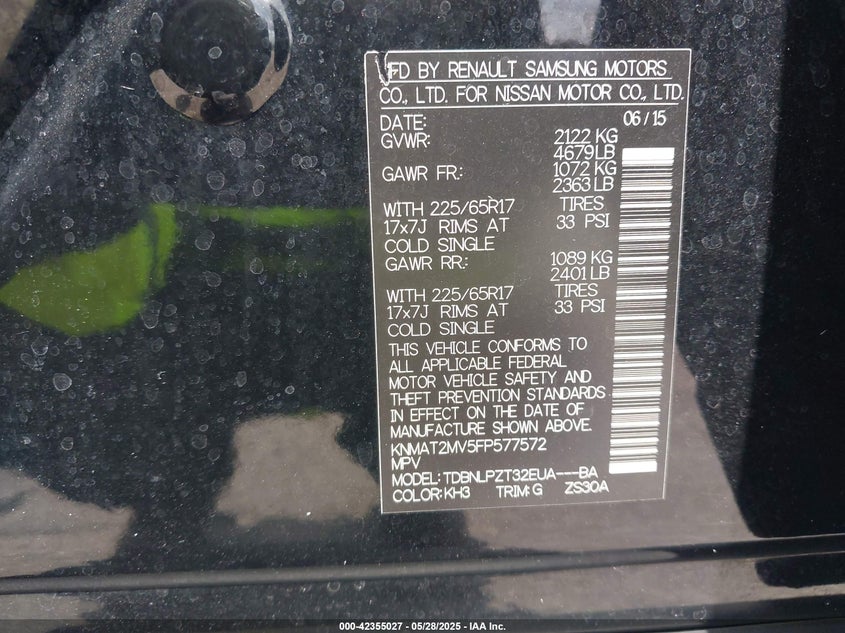 MFD BY RENAULT SAMSUNG MOTORS
CO., LTD. FOR NISSAN MOTOR CO., LTD.
DATE: 06/15
GVWR: 2122 KG
4679LB
GAWR FR: 1072 KG
2363 LB
WITH 225/65R17 TIRES
17x7J RIMS AT 33 PSI
COLD SINGLE
GAWR RR: 1089 KG
2401 LB
WITH 225/65R17 TIRES
17x7J RIMS AT 33 PSI
COLD SINGLE
THIS VEHICLE CONFORMS TO
ALL APPLICABLE FEDERAL
MOTOR VEHICLE SAFETY AND
THEFT PREVENTION STANDARDS
IN EFFECT ON THE DATE OF
MANUFACTURE SHOWN ABOVE.
KNMAT2MV5FP577572
MPV
MODEL: TDBNLPZT32EUA---BA
COLOR: KH3 TRIM: G ZS30A
000-42355027 - 05/28/2025 - IAA Inc.